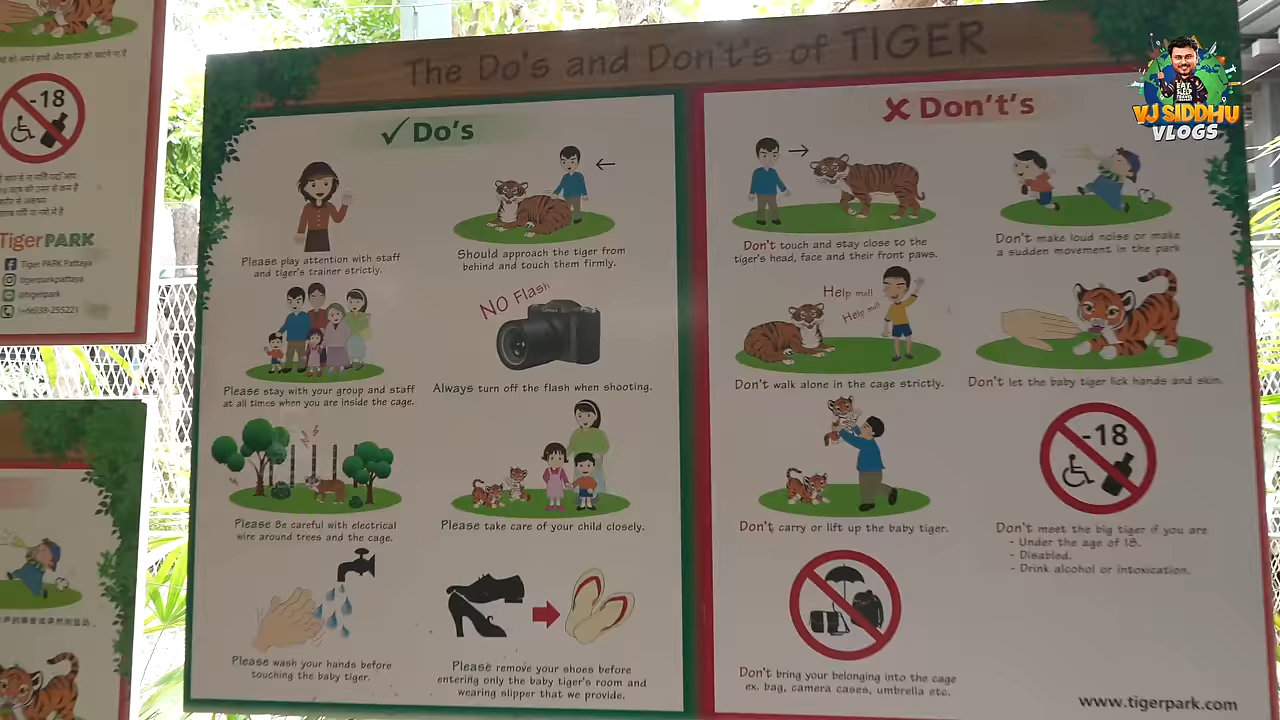 The Do's and Don't's of TIGER
✓ Do's
Please play attention with staff
and tiger's trainer strictly.
Should approach the tiger from
behind and touch them firmly.
Please stay with your group and staff
at all times when you are inside the cage.
NO Flash
Always turn off the flash when shooting.
Please Be careful with electrical
wire around trees and the cage.
Please take care of your child closely.
Please wash your hands before
touching the baby tiger.
Please remove your shoes before
entering only the baby tiger's room and
wearing slipper that we provide.
✗ Don't's
Don't touch and stay close to the
tiger's head, face and their front paws.
Don't make loud noise or make
a sudden movement in the park
Help me!!
Help me!!
Don't walk alone in the cage strictly.
Don't let the baby tiger lick hands and skin.
Don't carry or lift up the baby tiger.
-18
Don't meet the big tiger if you are
- Under the age of 18.
- Disabled.
- Drink alcohol or intoxication.
Don't bring your belonging into the cage
ex. bag, camera cases, umbrella etc.
www.tigerpark.com
-18
Tiger PARK
Tiger PARK Pattaya
tigerparkpattaya
@tigerpark
(+66)38-255221
VJ SIDDHU
VLOGS